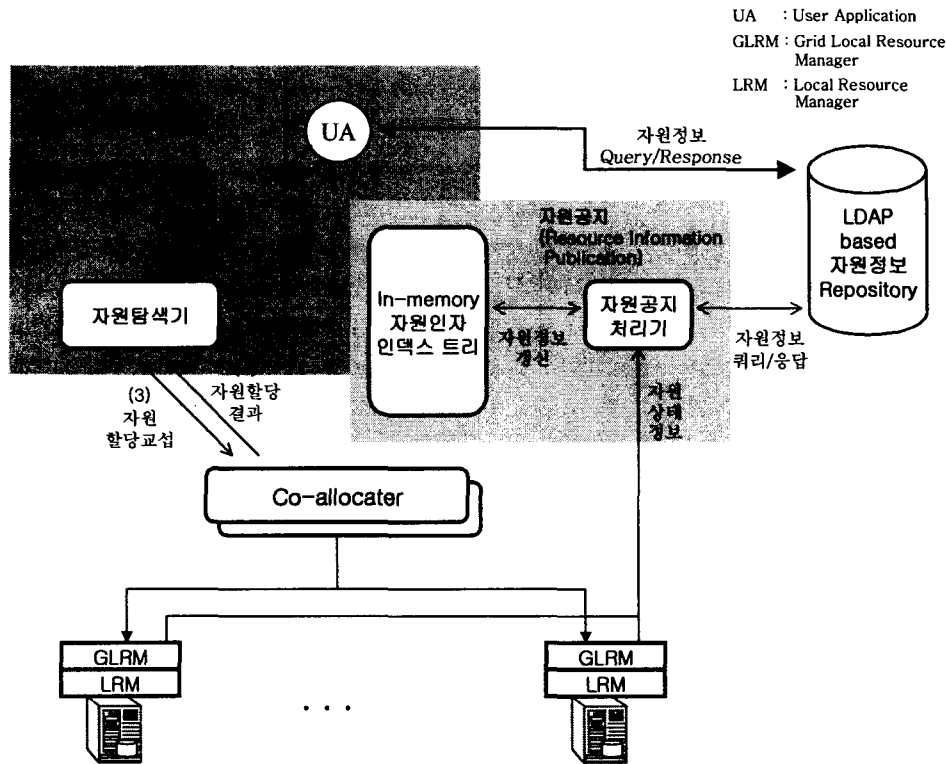 UA : User Application
GLRM : Grid Local Resource
Manager
LRM : Local Resource
Manager
UA
자원정보
Query/Response
LDAP
based
자원정보
Repository
자원공지
(Resource Information
Publication)
In-memory
자원인자
인덱스 트리
자원공지
처리기
자원탐색기
자원정보
갱신
자원정보
쿼리/응답
(3)
자원
할당교섭
자원할당
결과
자원
상태
정보
Co-allocater
GLRM
LRM
. . .
GLRM
LRM